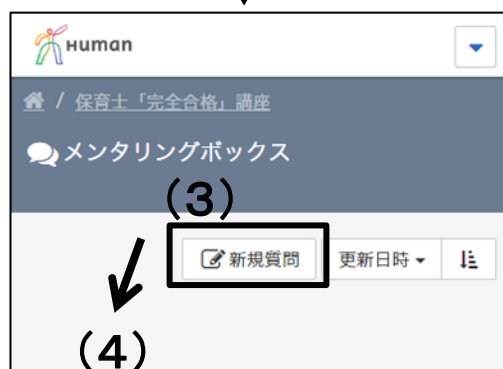 Human
/ 保育士「完全合格」講座
メンタリングボックス
（3）
新規質問 更新日時
（4）